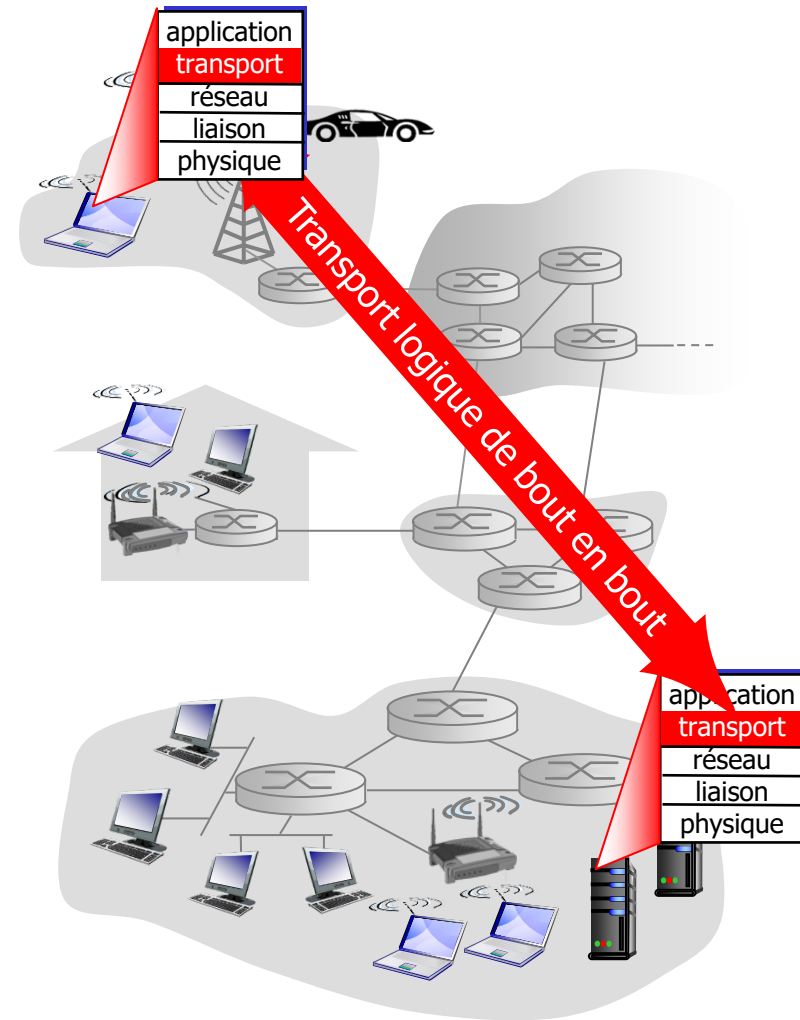 application
transport
réseau
liaison
physique
Transport logique de bout en bout
application
transport
réseau
liaison
physique